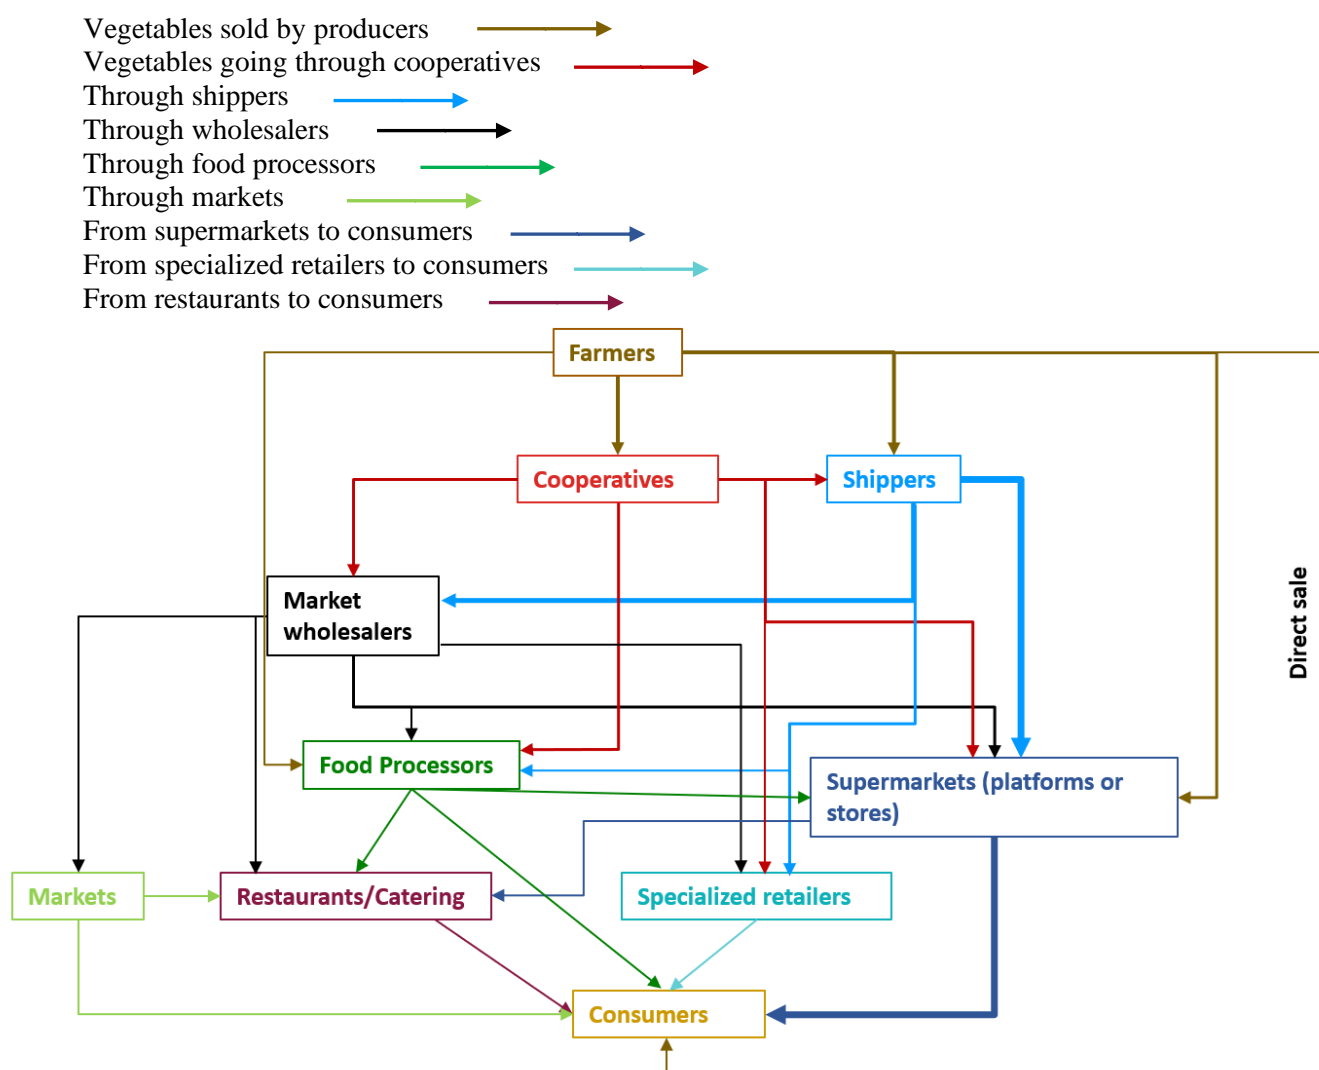 Vegetables sold by producers
Vegetables going through cooperatives
Through shippers
Through wholesalers
Through food processors
Through markets
From supermarkets to consumers
From specialized retailers to consumers
From restaurants to consumers
Farmers
Cooperatives
Shippers
Market
wholesalers
Direct sale
Food Processors
Supermarkets (platforms or
stores)
Markets
Restaurants/Catering
Specialized retailers
Consumers